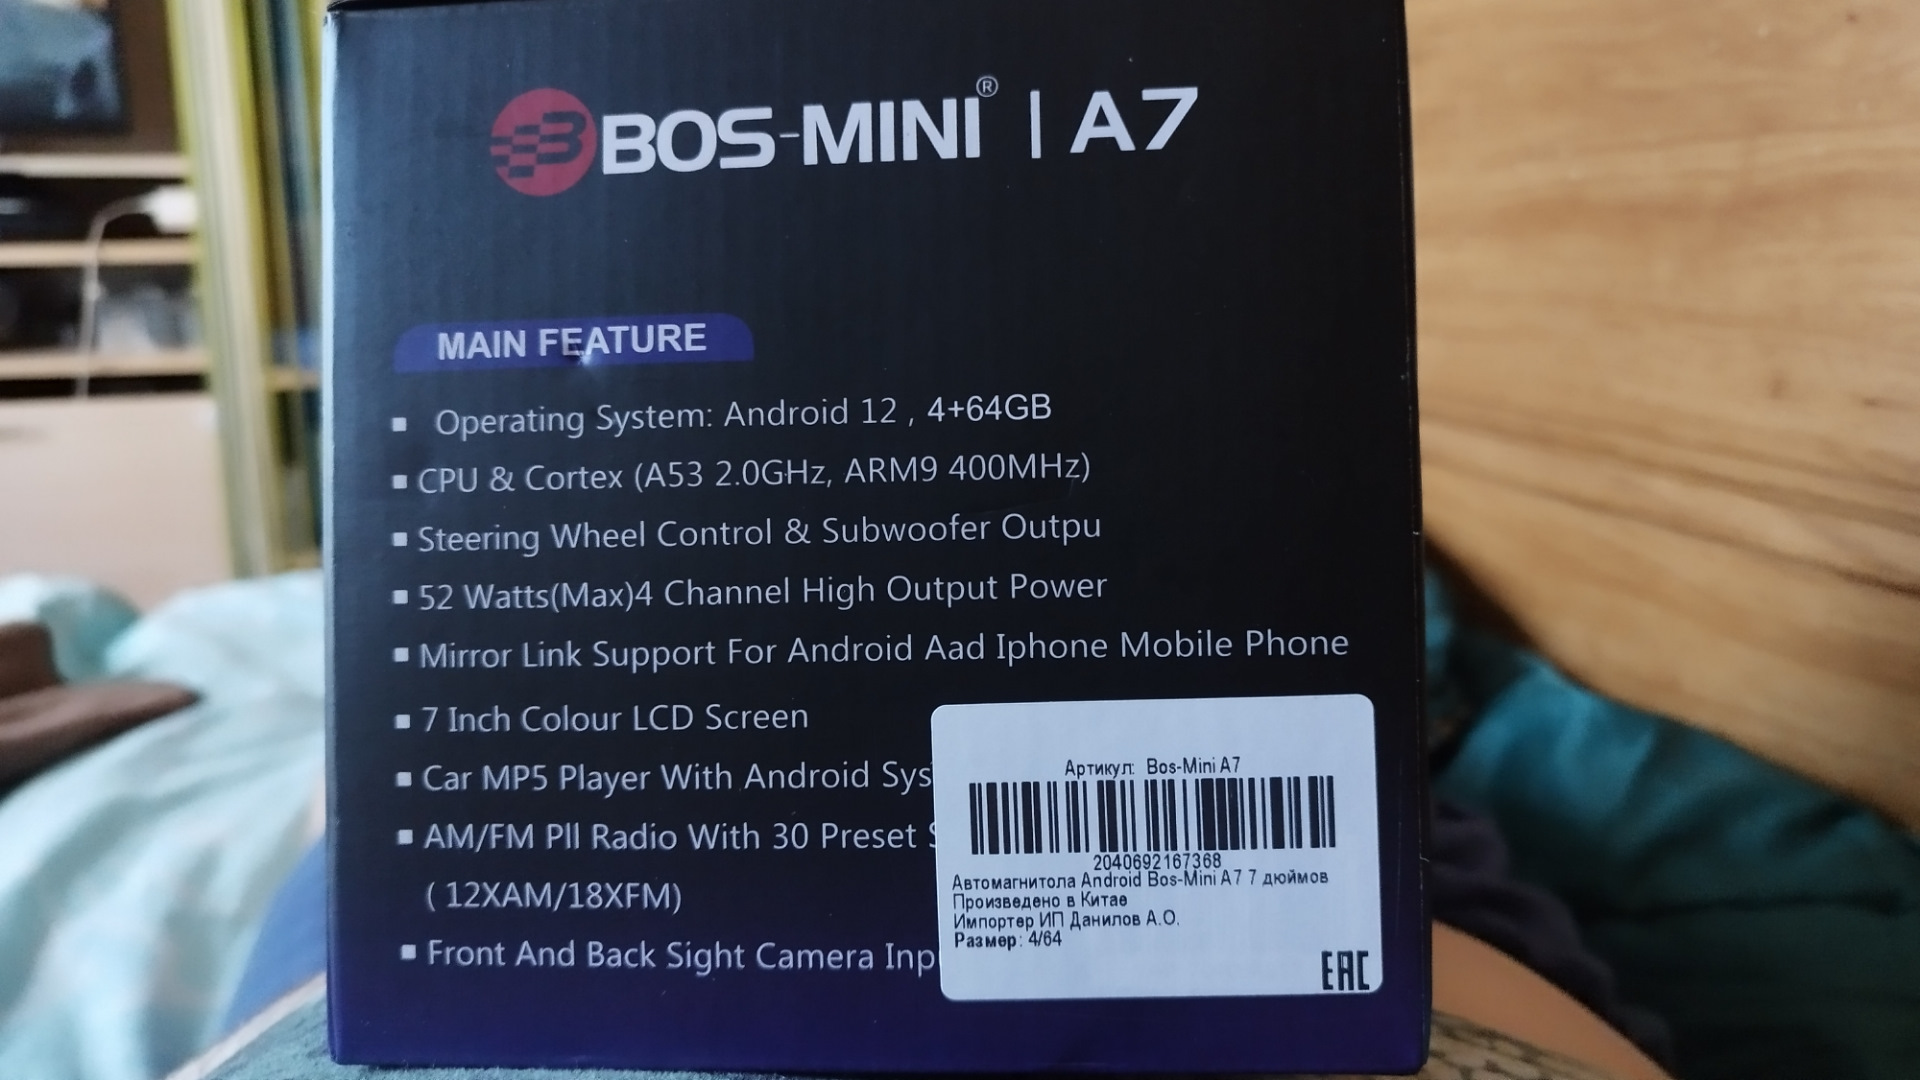 BOS-MINI® | A7
MAIN FEATURE
▪ Operating System: Android 12 , 4+64GB
▪ CPU & Cortex (A53 2.0GHz, ARM9 400MHz)
▪ Steering Wheel Control & Subwoofer Outpu
▪ 52 Watts(Max)4 Channel High Output Power
▪ Mirror Link Support For Android Aad Iphone Mobile Phone
▪ 7 Inch Colour LCD Screen
▪ Car MP5 Player With Android Sys
▪ AM/FM Pll Radio With 30 Preset S
( 12XAM/18XFM)
▪ Front And Back Sight Camera Inp
Артикул: Bos-Mini A7
2040692167368
Автомагнитола Android Bos-Mini A7 7 дюймов
Произведено в Китае
Импортер ИП Данилов А.О.
Размер: 4/64
EAC